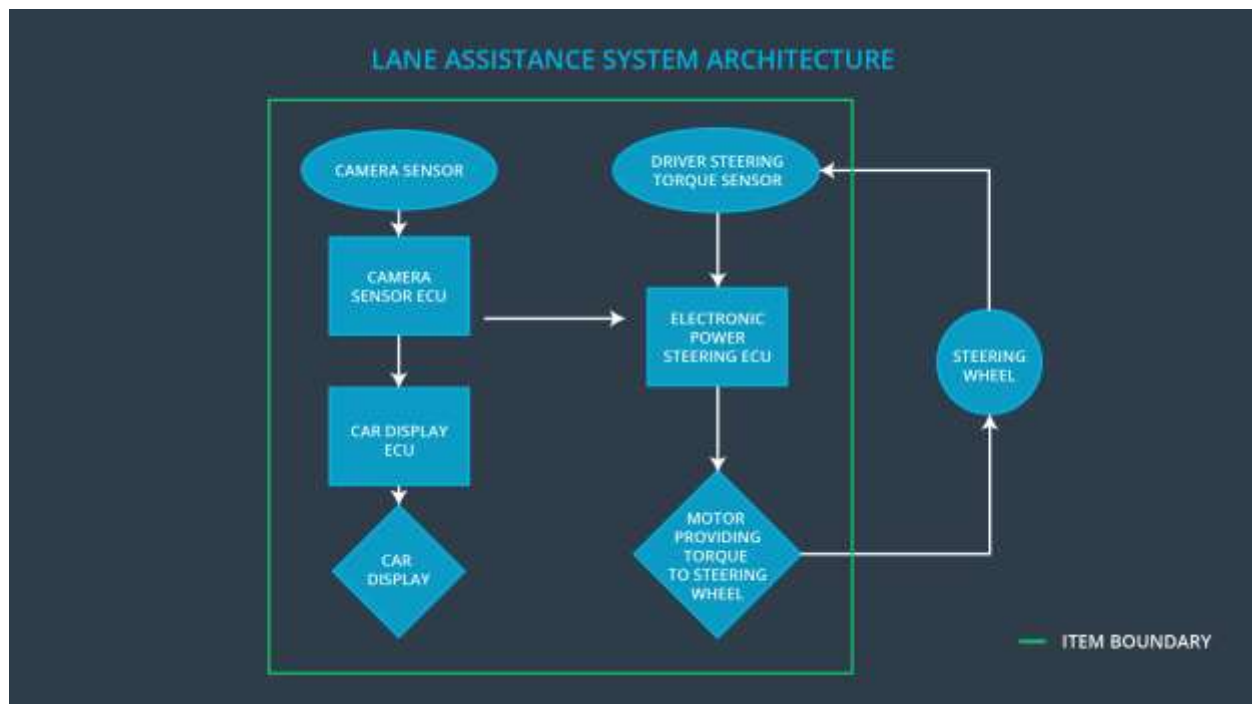 LANE ASSISTANCE SYSTEM ARCHITECTURE
CAMERA SENSOR
CAMERA
SENSOR ECU
CAR DISPLAY
ECU
CAR
DISPLAY
DRIVER STEERING
TORQUE SENSOR
ELECTRONIC
POWER
STEERING ECU
MOTOR
PROVIDING
TORQUE
TO STEERING
WHEEL
STEERING
WHEEL
ITEM BOUNDARY